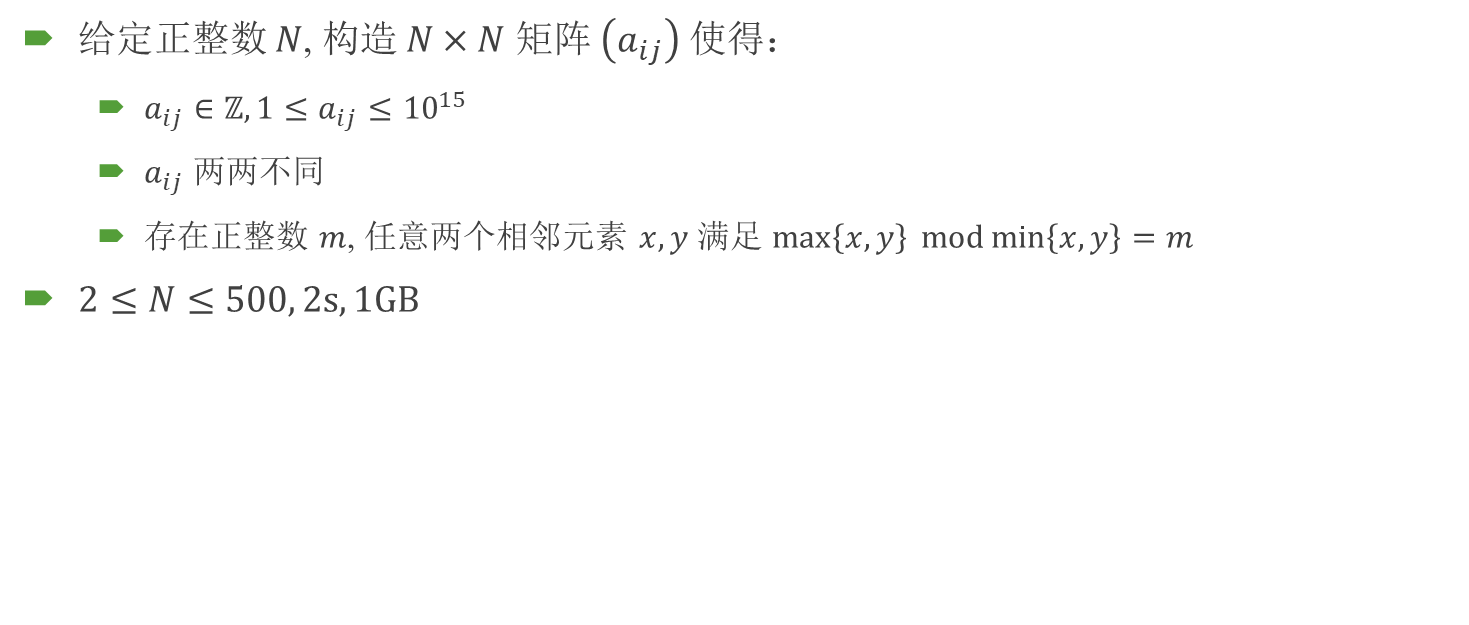 给定正整数 N, 构造 N × N 矩阵 (a_{ij}) 使得：
a_{ij} ∈ ℤ, 1 ≤ a_{ij} ≤ 10^{15}
a_{ij} 两两不同
存在正整数 m, 任意两个相邻元素 x, y 满足 max{x, y} mod min{x, y} = m
2 ≤ N ≤ 500, 2s, 1GB